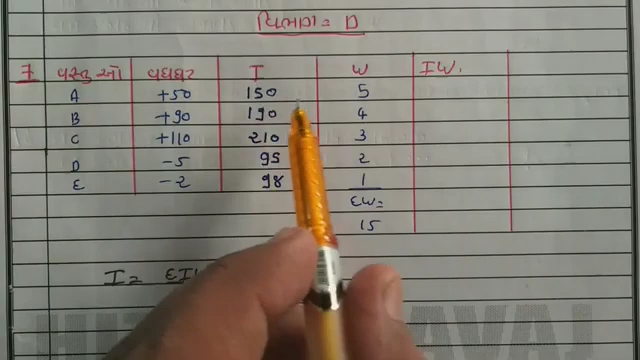 વિભાગ = D
7 વસ્તુઓ વધઘટ I W IW.
A +50 150 5
B +90 190 4
C +110 210 3
D -5 95 2
E -2 98 1
ΣW=
15
I = ΣI